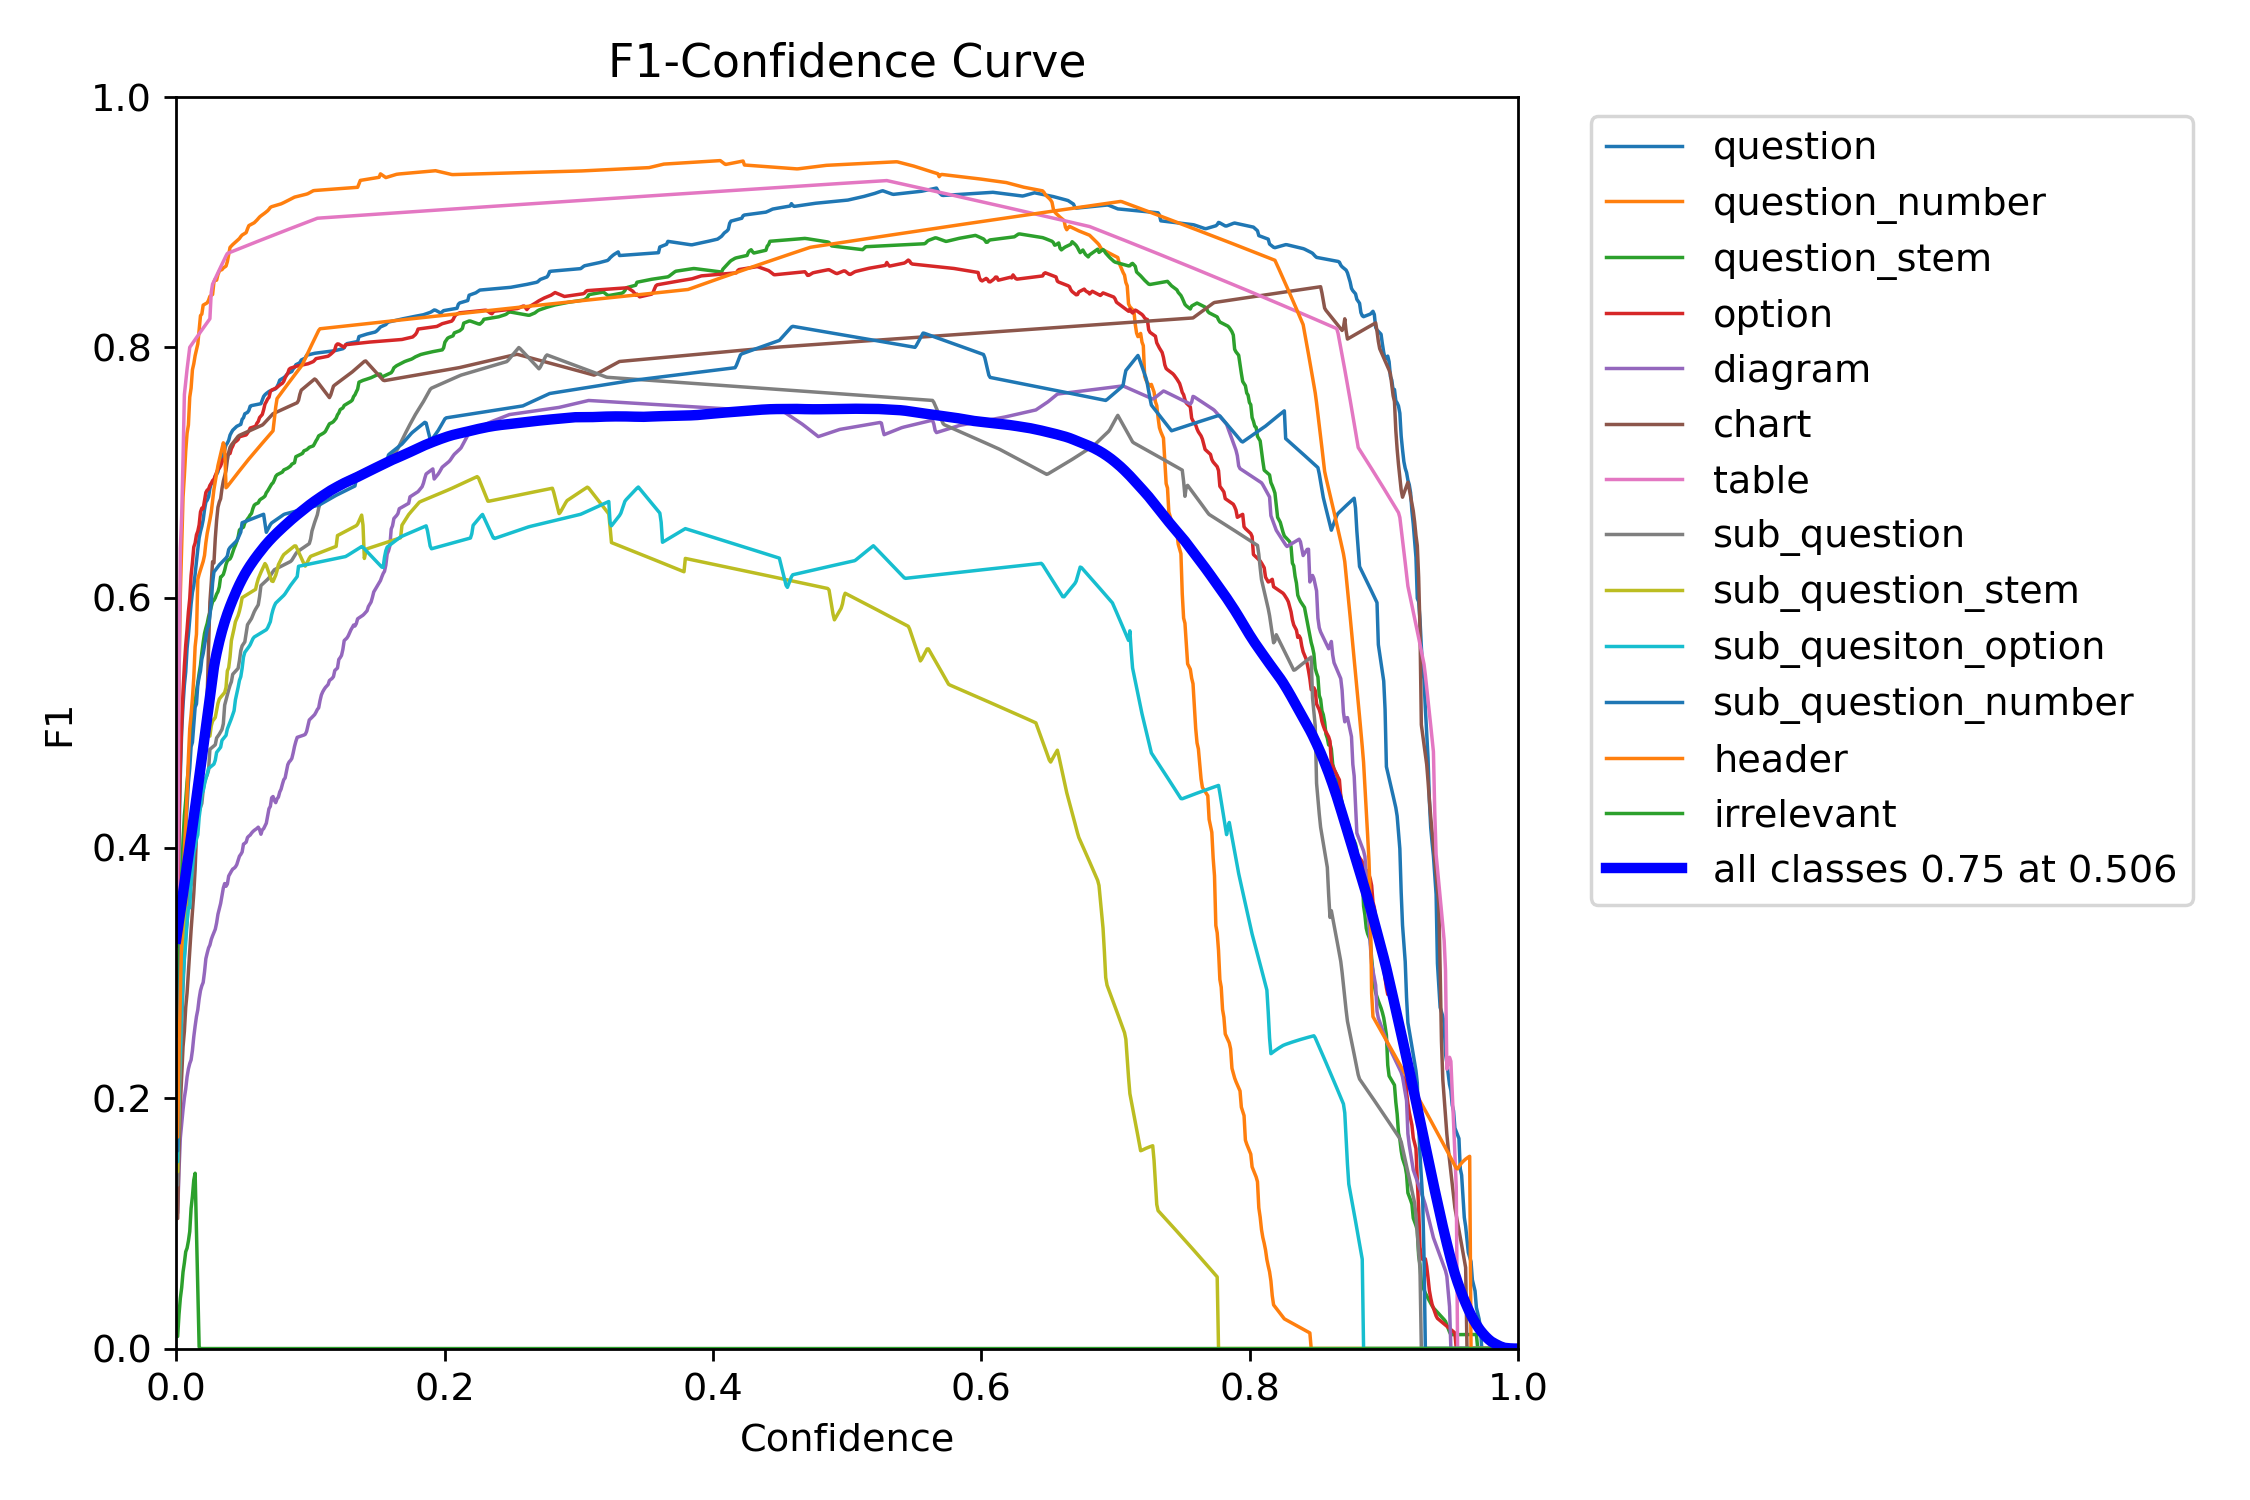 F1-Confidence Curve
1.0
0.8
0.6
0.4
0.2
0.0
F1
0.0 0.2 0.4 0.6 0.8 1.0
Confidence
question
question_number
question_stem
option
diagram
chart
table
sub_question
sub_question_stem
sub_quesiton_option
sub_question_number
header
irrelevant
all classes 0.75 at 0.506